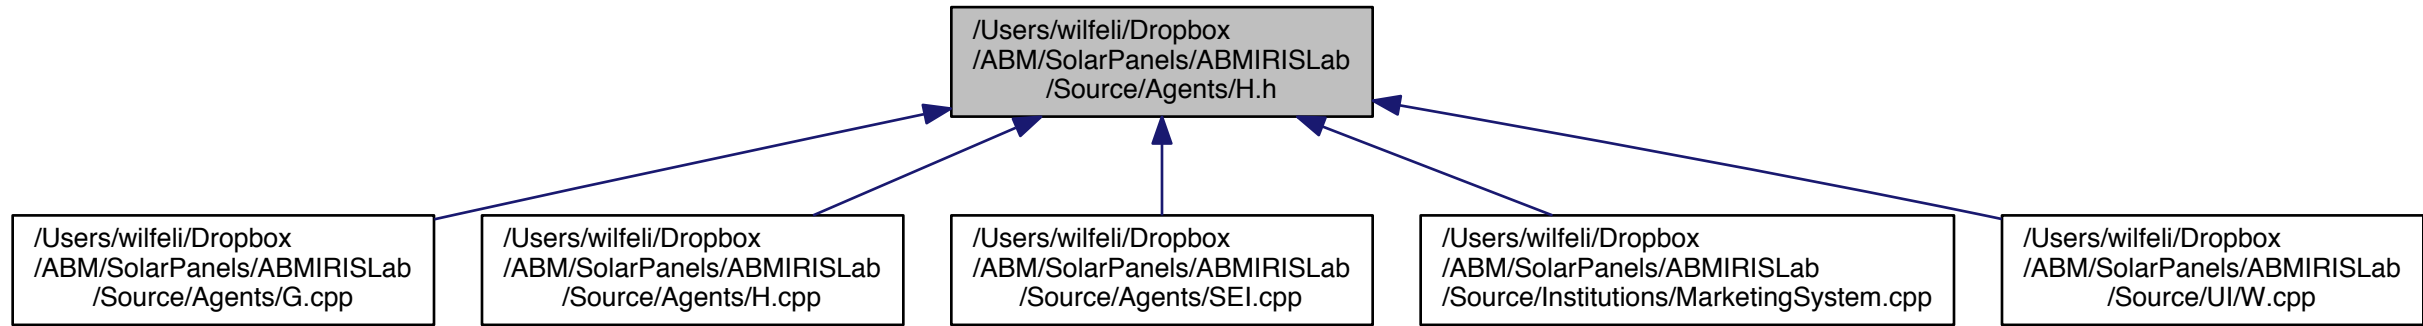 /Users/wilfeli/Dropbox
/ABM/SolarPanels/ABMIRISLab
/Source/Agents/H.h
/Users/wilfeli/Dropbox
/ABM/SolarPanels/ABMIRISLab
/Source/Agents/G.cpp
/Users/wilfeli/Dropbox
/ABM/SolarPanels/ABMIRISLab
/Source/Agents/H.cpp
/Users/wilfeli/Dropbox
/ABM/SolarPanels/ABMIRISLab
/Source/Agents/SEI.cpp
/Users/wilfeli/Dropbox
/ABM/SolarPanels/ABMIRISLab
/Source/Institutions/MarketingSystem.cpp
/Users/wilfeli/Dropbox
/ABM/SolarPanels/ABMIRISLab
/Source/UI/W.cpp